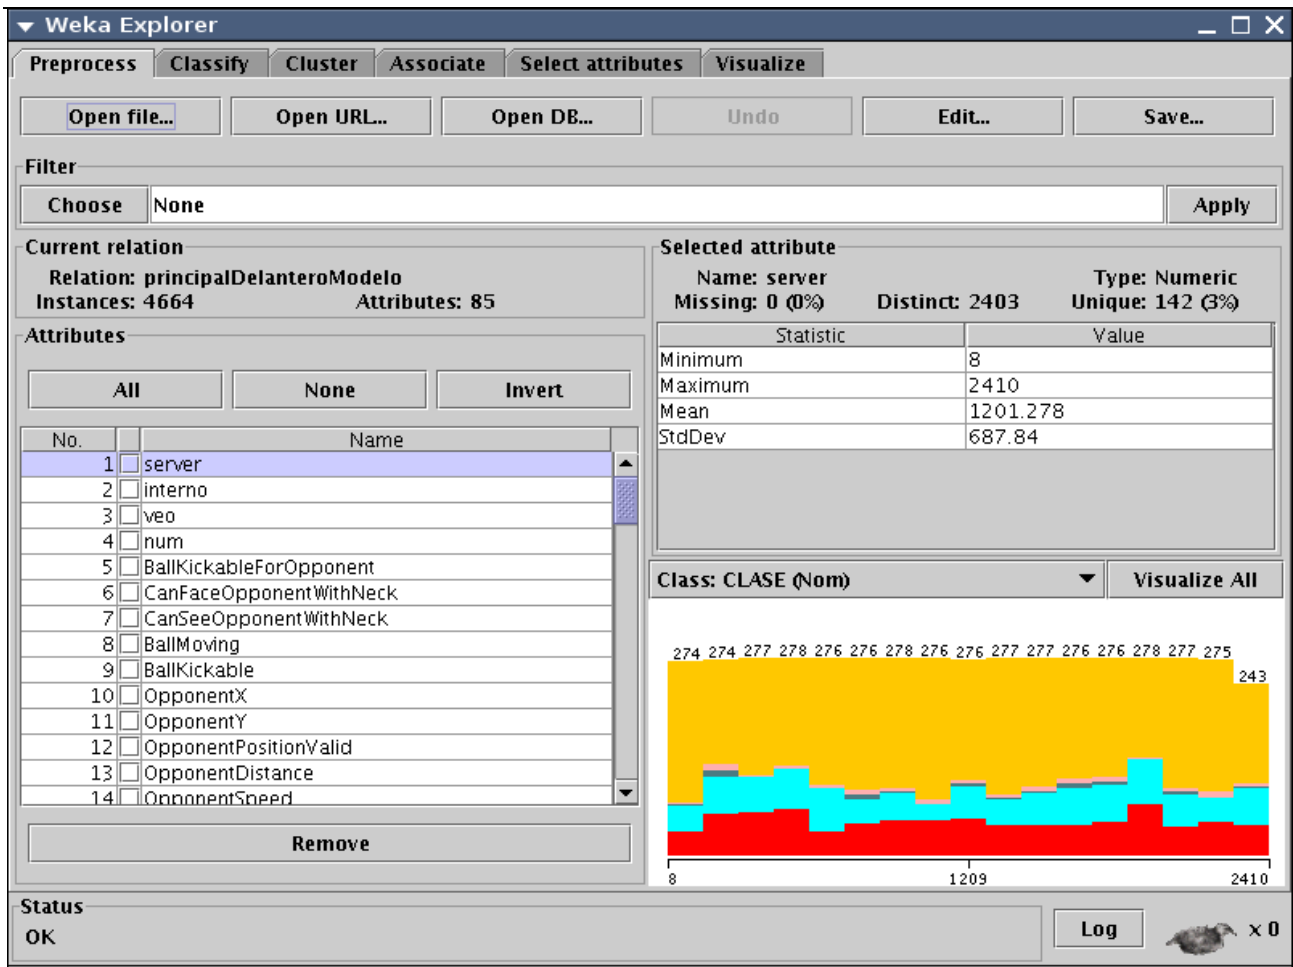 Weka Explorer
Preprocess Classify Cluster Associate Select attributes Visualize
Open file... Open URL... Open DB... Undo Edit... Save...
Filter
Choose None Apply
Current relation
Relation: principalDelanteroModelo
Instances: 4664 Attributes: 85
Attributes
All None Invert
No. Name
1 server
2 interno
3 veo
4 num
5 BallKickableForOpponent
6 CanFaceOpponentWithNeck
7 CanSeeOpponentWithNeck
8 BallMoving
9 BallKickable
10 OpponentX
11 OpponentY
12 OpponentPositionValid
13 OpponentDistance
14 OpponentSpeed
Remove
Selected attribute
Name: server Type: Numeric
Missing: 0 (0%) Distinct: 2403 Unique: 142 (3%)
Statistic Value
Minimum 8
Maximum 2410
Mean 1201.278
StdDev 687.84
Class: CLASE (Nom) Visualize All
274 274 277 278 276 276 278 276 276 277 277 276 276 278 277 275 243
8 1209 2410
Status
OK
Log x 0